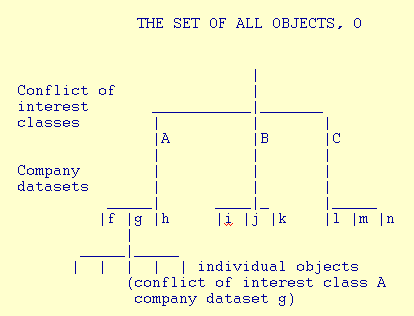 THE SET OF ALL OBJECTS, O
Conflict of
interest
classes
A B C
Company
datasets
f g h i j k l m n
individual objects
(conflict of interest class A
company dataset g)